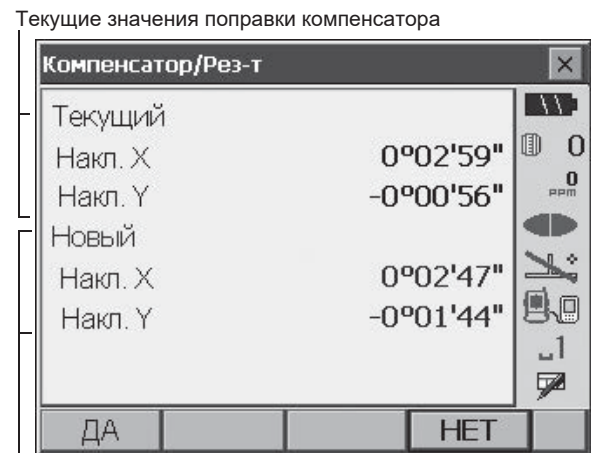 Текущие значения поправки компенсатора
Компенсатор/Рез-т
Текущий
Накл. X 0°02'59"
Накл. Y -0°00'56"
Новый
Накл. X 0°02'47"
Накл. Y -0°01'44"
0
0
PPM
1
ДА НЕТ